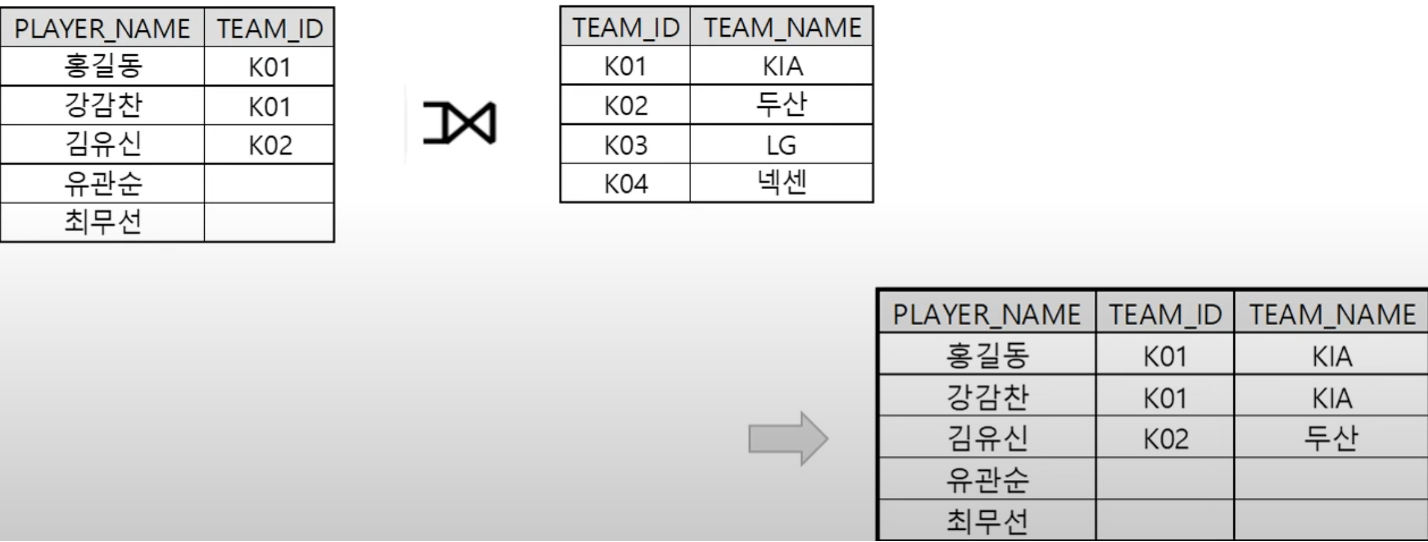 PLAYER_NAME TEAM_ID
홍길동 K01
강감찬 K01
김유신 K02
유관순
최무선
TEAM_ID TEAM_NAME
K01 KIA
K02 두산
K03 LG
K04 넥센
PLAYER_NAME TEAM_ID TEAM_NAME
홍길동 K01 KIA
강감찬 K01 KIA
김유신 K02 두산
유관순
최무선